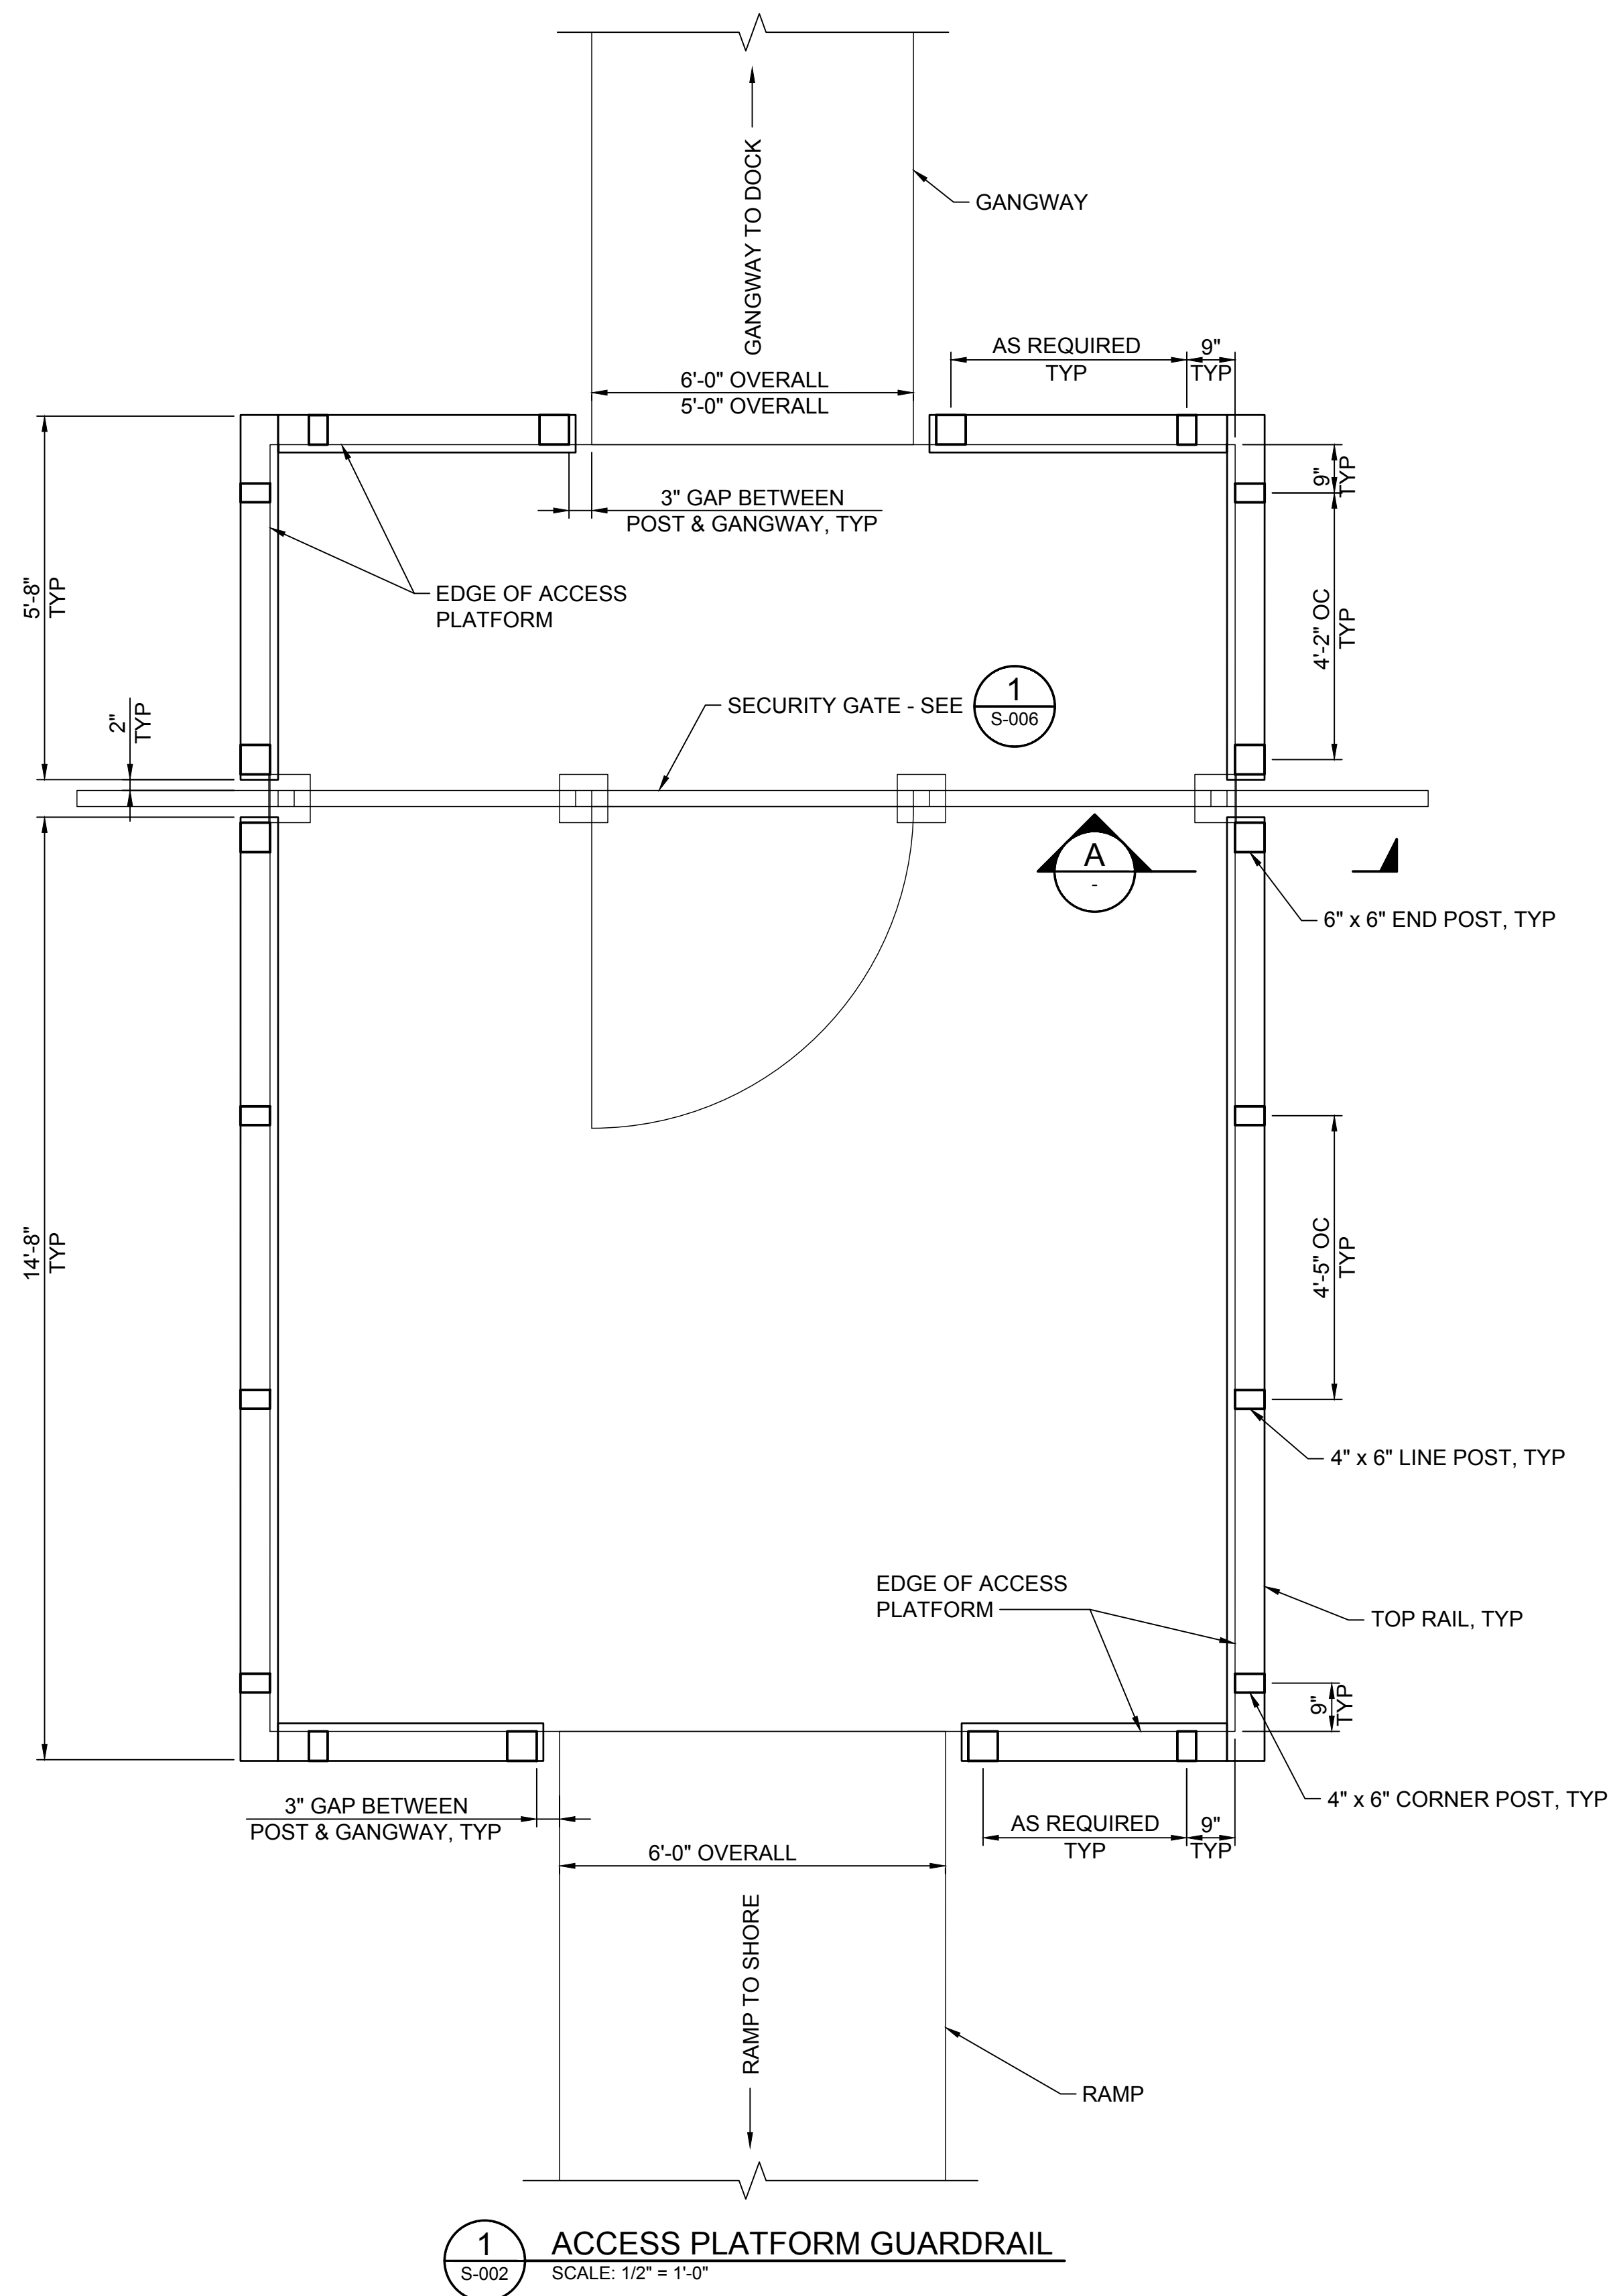 GANGWAY TO DOCK
GANGWAY
AS REQUIRED
TYP
9"
TYP
6'-0" OVERALL
5'-0" OVERALL
9"
TYP
3" GAP BETWEEN
POST & GANGWAY, TYP
5'-8"
TYP
EDGE OF ACCESS
PLATFORM
4'-2" OC
TYP
SECURITY GATE - SEE
1
S-006
2"
TYP
A
-
6" x 6" END POST, TYP
14'-8"
TYP
4'-5" OC
TYP
4" x 6" LINE POST, TYP
EDGE OF ACCESS
PLATFORM
TOP RAIL, TYP
9"
TYP
4" x 6" CORNER POST, TYP
3" GAP BETWEEN
POST & GANGWAY, TYP
AS REQUIRED
TYP
9"
TYP
6'-0" OVERALL
RAMP TO SHORE
RAMP
1
S-002
ACCESS PLATFORM GUARDRAIL
SCALE: 1/2" = 1'-0"